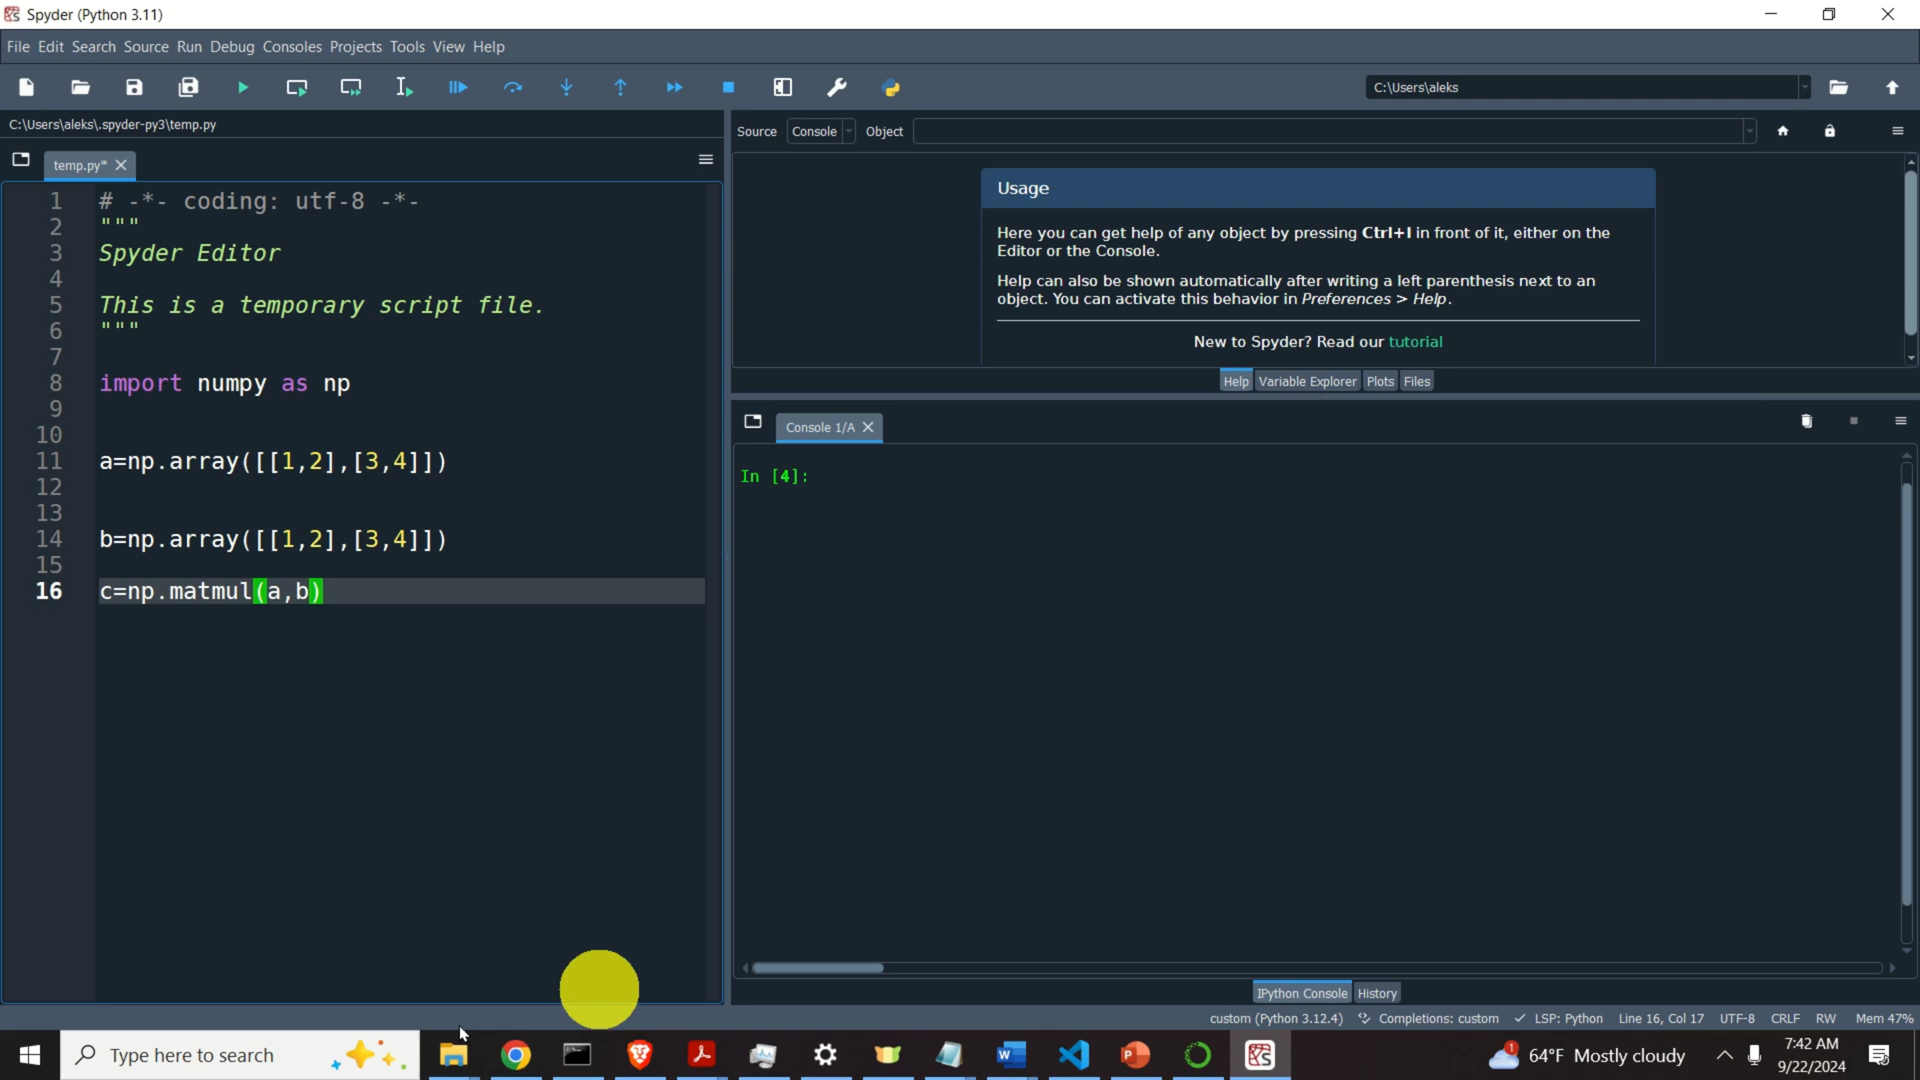 Spyder (Python 3.11)
File Edit Search Source Run Debug Consoles Projects Tools View Help
C:\Users\aleks
C:\Users\aleks\.spyder-py3\temp.py
temp.py*
1 # -*- coding: utf-8 -*-
2 """
3 Spyder Editor
4
5 This is a temporary script file.
6 """
7
8 import numpy as np
9
10
11 a=np.array([[1,2],[3,4]])
12
13
14 b=np.array([[1,2],[3,4]])
15
16 c=np.matmul(a,b)
Source Console Object
Usage
Here you can get help of any object by pressing Ctrl+I in front of it, either on the
Editor or the Console.
Help can also be shown automatically after writing a left parenthesis next to an
object. You can activate this behavior in Preferences > Help.
New to Spyder? Read our tutorial
Help Variable Explorer Plots Files
Console 1/A
In [4]:
IPython Console History
custom (Python 3.12.4) Completions: custom LSP: Python Line 16, Col 17 UTF-8 CRLF RW Mem 47%
Type here to search
64°F Mostly cloudy
7:42 AM
9/22/2024